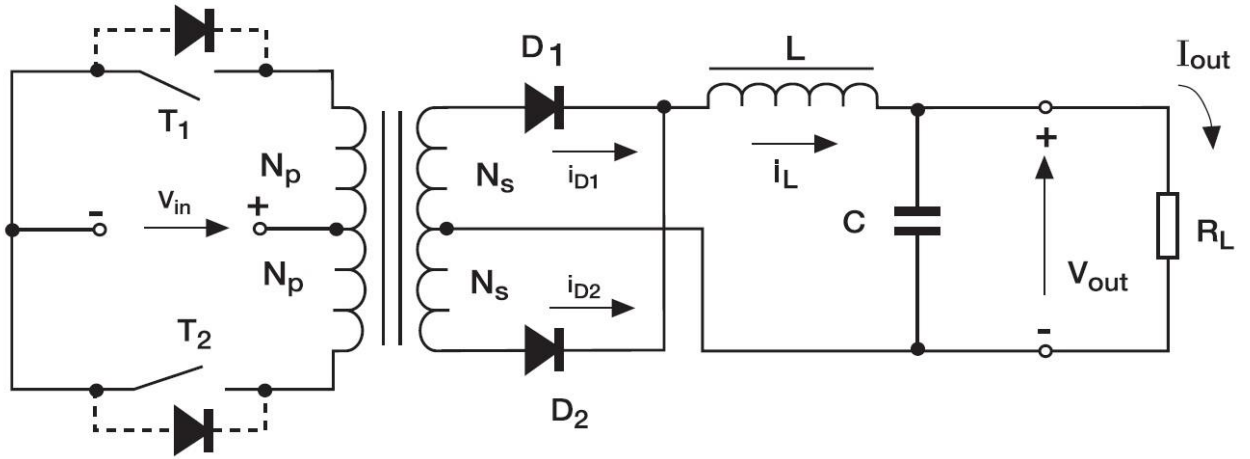 D1
L
Iout
T1
Np
Ns
iD1
iL
+
- Vin +
C
RL
Np
Ns
iD2
Vout
T2
-
D2